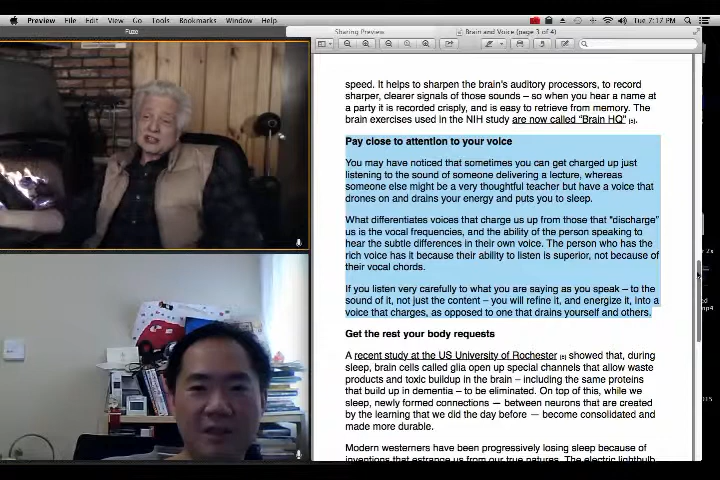 Preview File Edit View Go Tools Bookmarks Window Help
Tue 7:17 PM
Fuze
Sharing Preview
Brain and Voice (page 3 of 4)
speed. It helps to sharpen the brain's auditory processors, to record
sharper, clearer signals of those sounds – so when you hear a name at
a party it is recorded crisply, and is easy to retrieve from memory. The
brain exercises used in the NIH study are now called "Brain HQ" [5].
Pay close to attention to your voice
You may have noticed that sometimes you can get charged up just
listening to the sound of someone delivering a lecture, whereas
someone else might be a very thoughtful teacher but have a voice that
drones on and drains your energy and puts you to sleep.
What differentiates voices that charge us up from those that "discharge"
us is the vocal frequencies, and the ability of the person speaking to
hear the subtle differences in their own voice. The person who has the
rich voice has it because their ability to listen is superior, not because of
their vocal chords.
If you listen very carefully to what you are saying as you speak – to the
sound of it, not just the content – you will refine it, and energize it, into a
voice that charges, as opposed to one that drains yourself and others.
Get the rest your body requests
A recent study at the US University of Rochester showed that, during
sleep, brain cells called glia open up special channels that allow waste
products and toxic buildup in the brain – including the same proteins
that build up in dementia – to be eliminated. On top of this, while we
sleep, newly formed connections — between neurons that are created
by the learning that we did the day before — become consolidated and
made more durable.
Modern westerners have been progressively losing sleep because of
inventions that estrange us from our true natures. The electric lightbulb